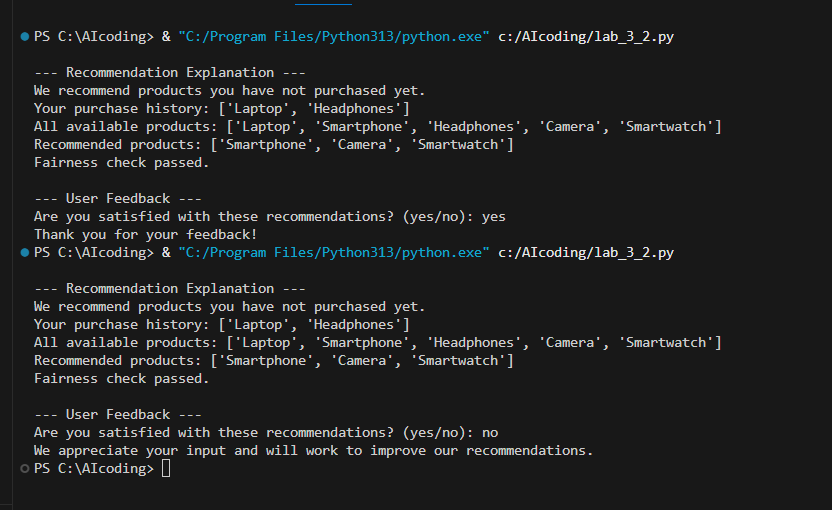 PS C:\AIcoding> & "C:/Program Files/Python313/python.exe" c:/AIcoding/lab_3_2.py
--- Recommendation Explanation ---
We recommend products you have not purchased yet.
Your purchase history: ['Laptop', 'Headphones']
All available products: ['Laptop', 'Smartphone', 'Headphones', 'Camera', 'Smartwatch']
Recommended products: ['Smartphone', 'Camera', 'Smartwatch']
Fairness check passed.
--- User Feedback ---
Are you satisfied with these recommendations? (yes/no): yes
Thank you for your feedback!
PS C:\AIcoding> & "C:/Program Files/Python313/python.exe" c:/AIcoding/lab_3_2.py
--- Recommendation Explanation ---
We recommend products you have not purchased yet.
Your purchase history: ['Laptop', 'Headphones']
All available products: ['Laptop', 'Smartphone', 'Headphones', 'Camera', 'Smartwatch']
Recommended products: ['Smartphone', 'Camera', 'Smartwatch']
Fairness check passed.
--- User Feedback ---
Are you satisfied with these recommendations? (yes/no): no
We appreciate your input and will work to improve our recommendations.
PS C:\AIcoding>